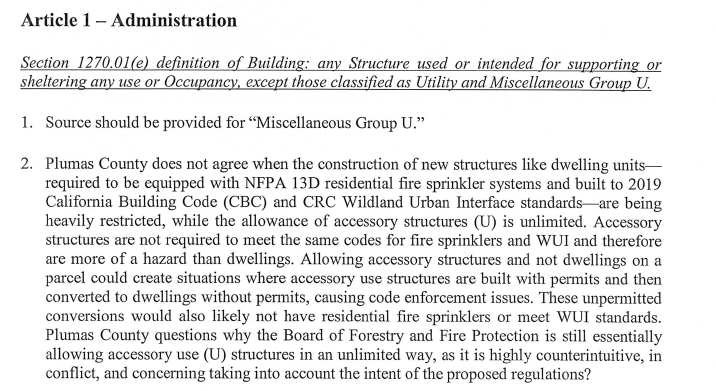 Article 1 – Administration
Section 1270.01(e) definition of Building: any Structure used or intended for supporting or
sheltering any use or Occupancy, except those classified as Utility and Miscellaneous Group U.
1. Source should be provided for “Miscellaneous Group U.”
2. Plumas County does not agree when the construction of new structures like dwelling units—
required to be equipped with NFPA 13D residential fire sprinkler systems and built to 2019
California Building Code (CBC) and CRC Wildland Urban Interface standards—are being
heavily restricted, while the allowance of accessory structures (U) is unlimited. Accessory
structures are not required to meet the same codes for fire sprinklers and WUI and therefore
are more of a hazard than dwellings. Allowing accessory structures and not dwellings on a
parcel could create situations where accessory use structures are built with permits and then
converted to dwellings without permits, causing code enforcement issues. These unpermitted
conversions would also likely not have residential fire sprinklers or meet WUI standards.
Plumas County questions why the Board of Forestry and Fire Protection is still essentially
allowing accessory use (U) structures in an unlimited way, as it is highly counterintuitive, in
conflict, and concerning taking into account the intent of the proposed regulations?